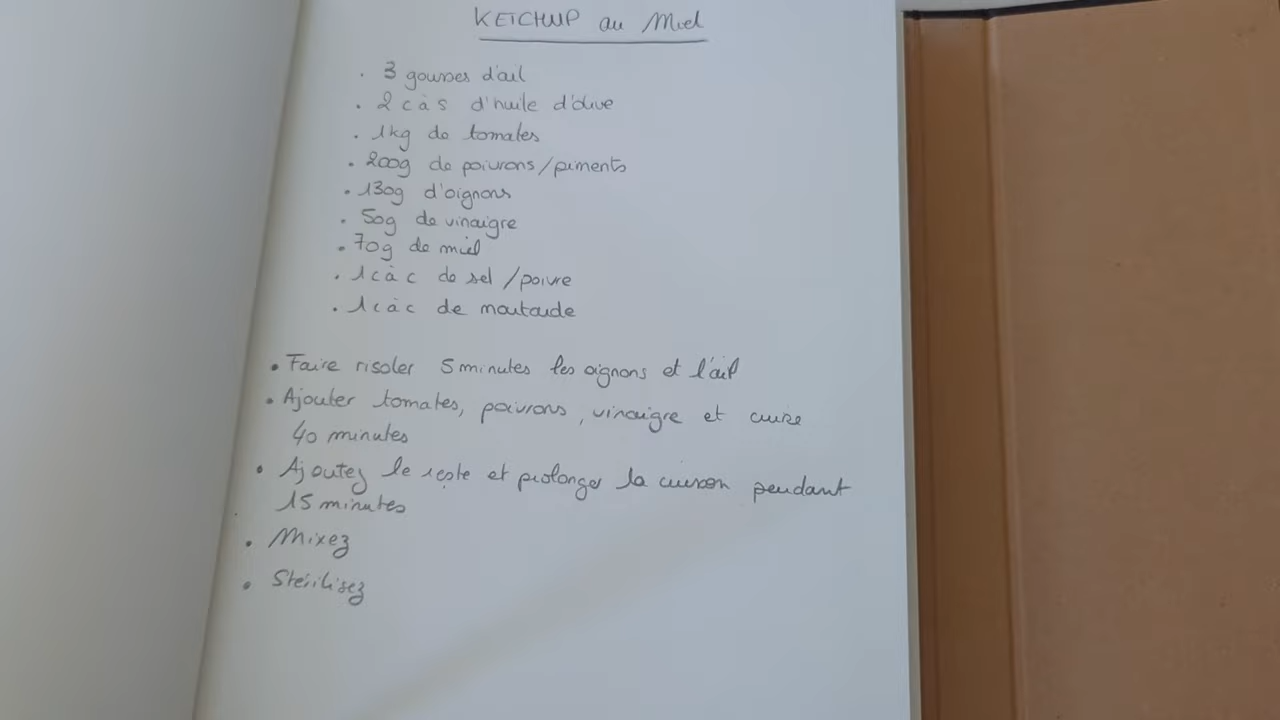 KETCHUP au Miel
. 3 gousses d'ail
. 2 c à s d'huile d'olive
. 1kg de tomates
. 200g de poivrons/piments
. 130g d'oignons
. 50g de vinaigre
. 70g de miel
. 1 c à c de sel /poivre
. 1 c à c de moutarde
• Faire risoler 5 minutes les oignons et l'ail
• Ajouter tomates, poivrons, vinaigre et cuire
40 minutes
• Ajoutez le reste et prolonger la cuisson pendant
15 minutes
• Mixez
• Stérilisez